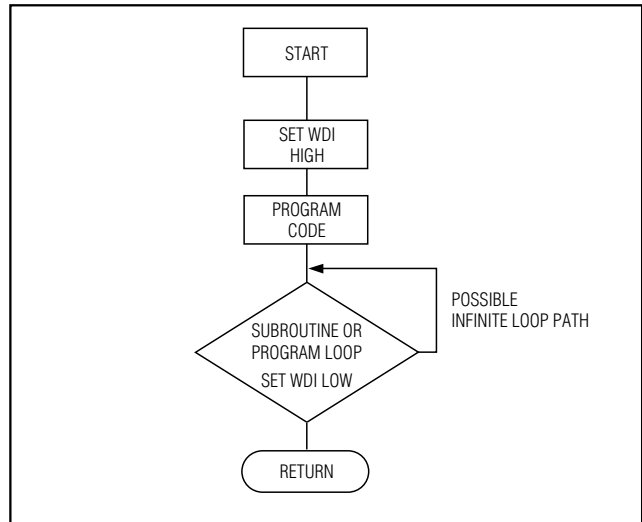 START
SET WDI
HIGH
PROGRAM
CODE
SUBROUTINE OR
PROGRAM LOOP
SET WDI LOW
POSSIBLE
INFINITE LOOP PATH
RETURN